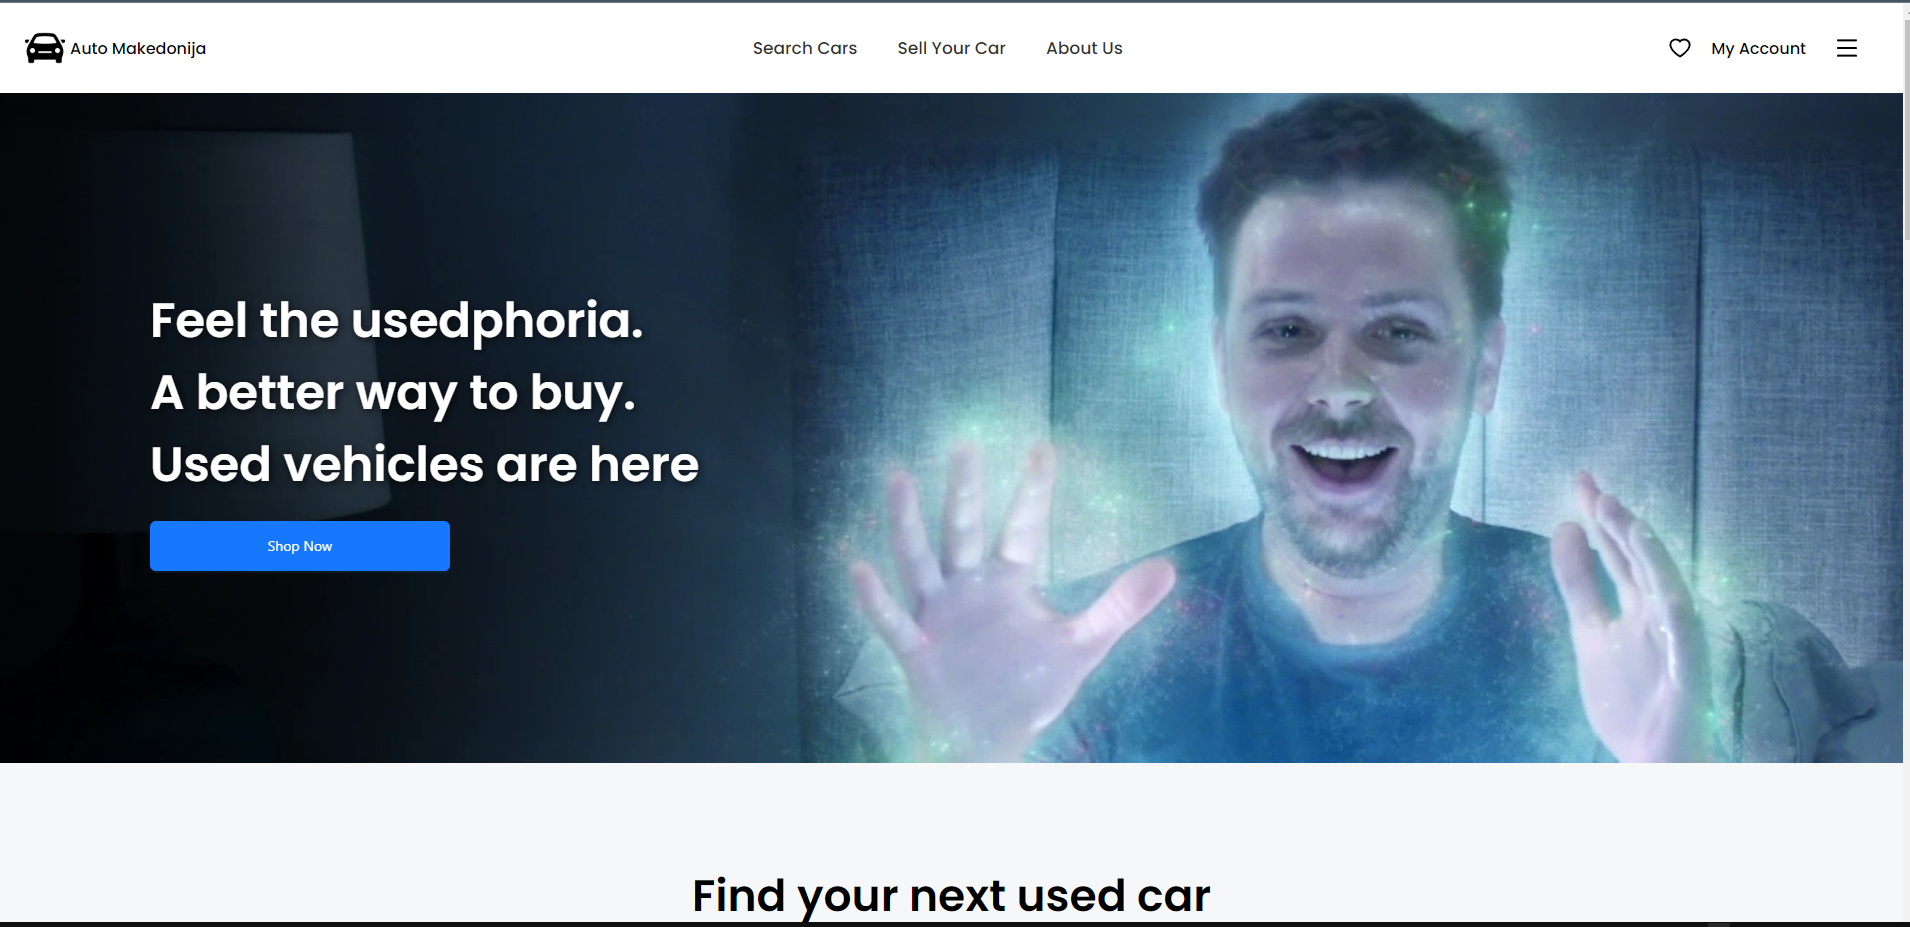 Auto Makedonija
Search Cars
Sell Your Car
About Us
My Account
Feel the usedphoria.
A better way to buy.
Used vehicles are here
Shop Now
Find your next used car